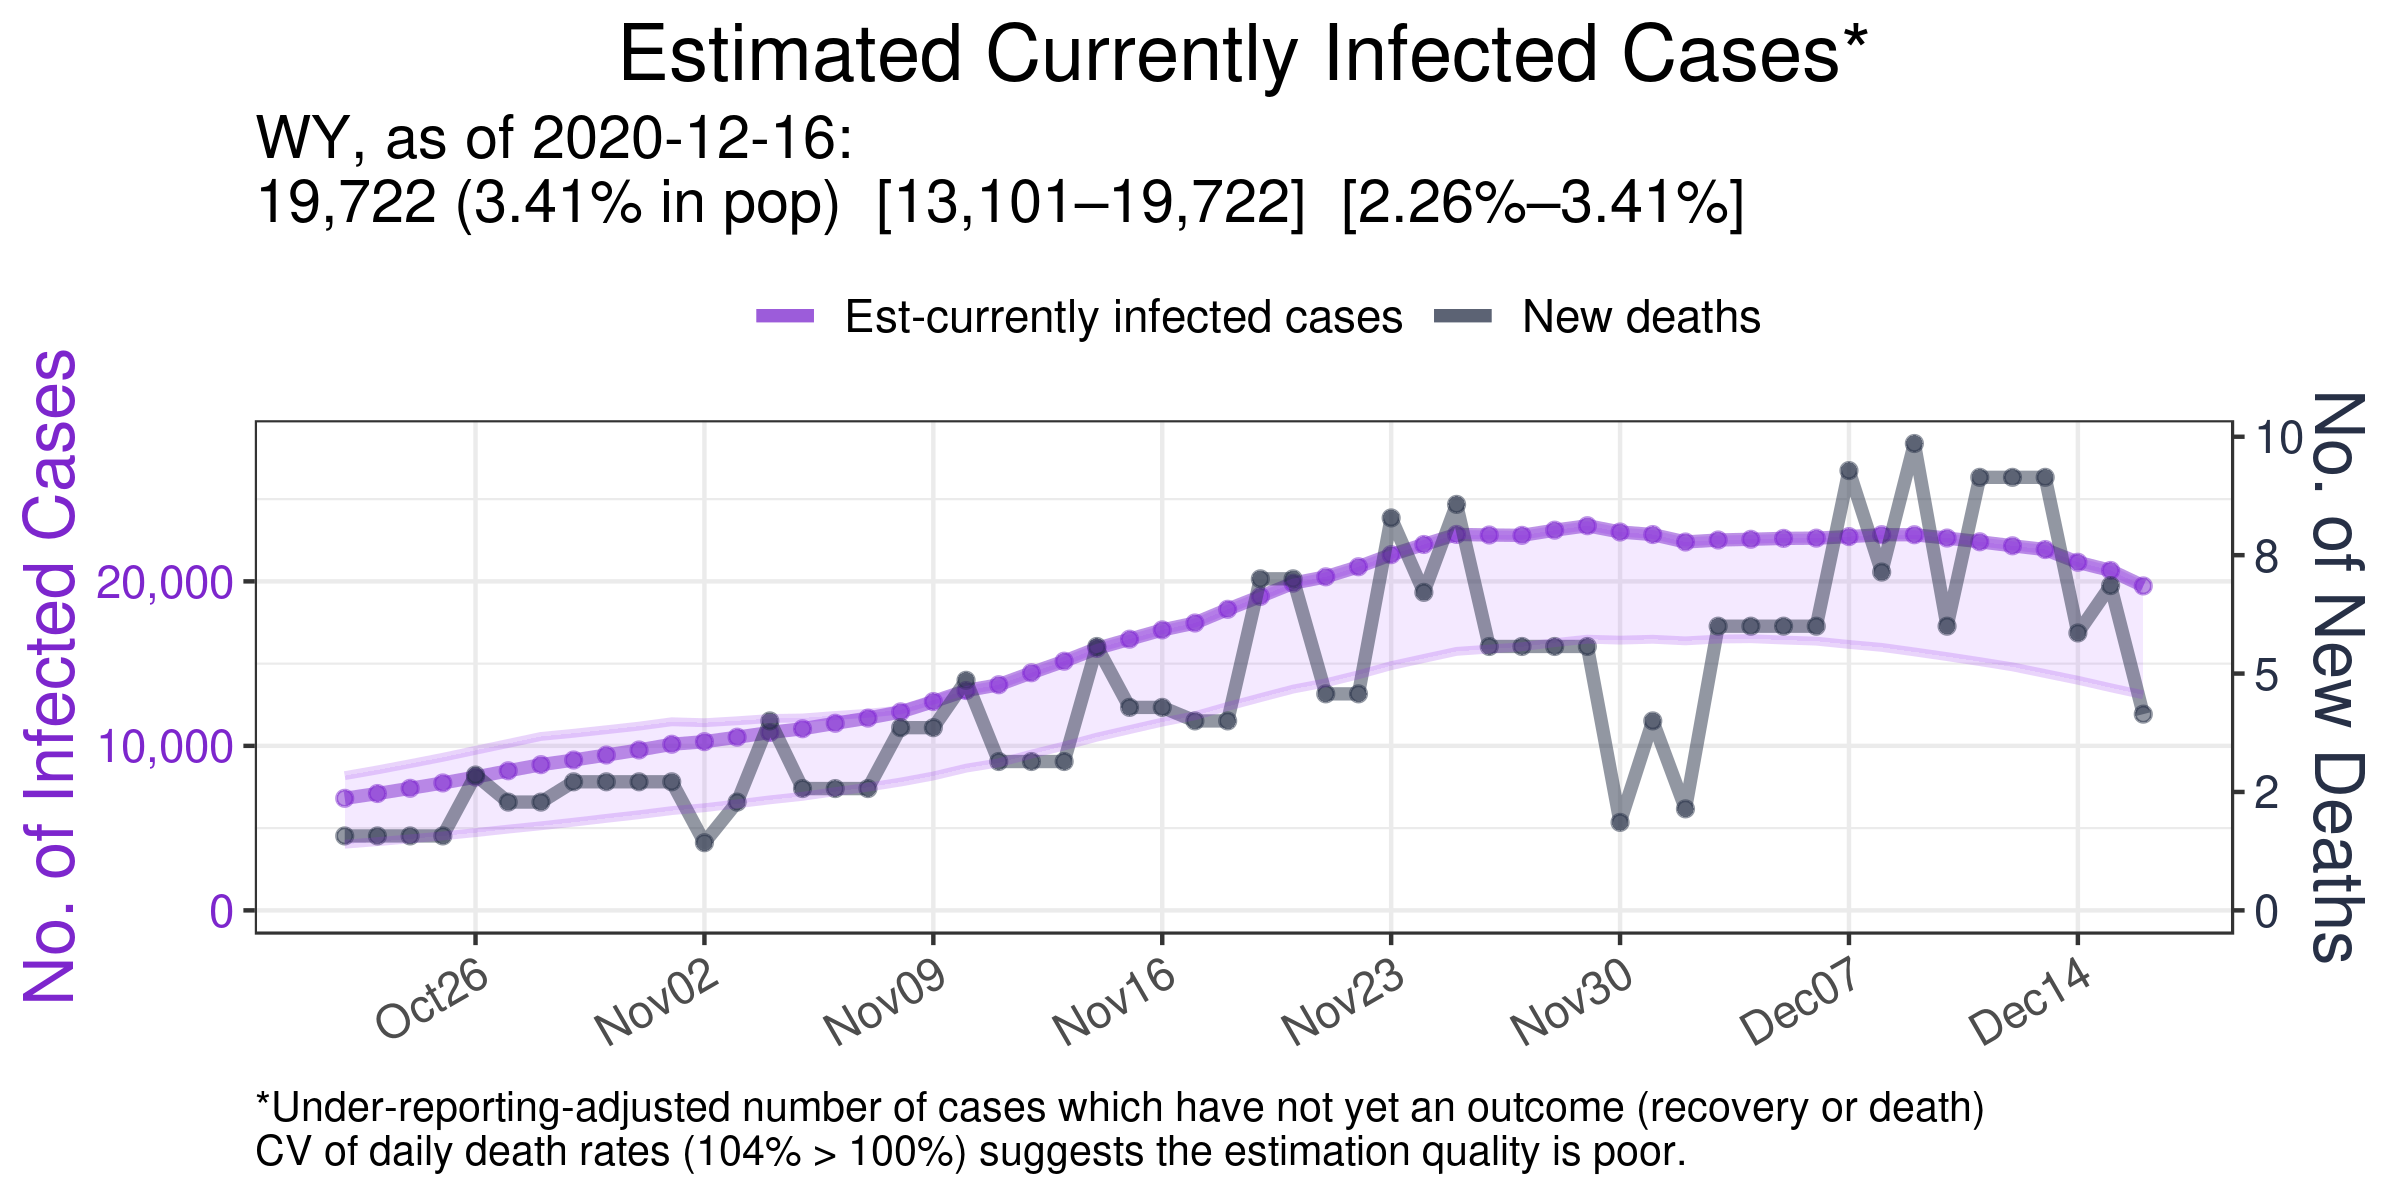 Estimated Currently Infected Cases*
WY, as of 2020-12-16:
19,722 (3.41% in pop)  [13,101–19,722]  [2.26%–3.41%]
Est-currently infected cases
New deaths
No. of Infected Cases
20,000
10,000
0
10
8
5
2
0
No. of New Deaths
Oct26
Nov02
Nov09
Nov16
Nov23
Nov30
Dec07
Dec14
*Under-reporting-adjusted number of cases which have not yet an outcome (recovery or death)
CV of daily death rates (104% > 100%) suggests the estimation quality is poor.